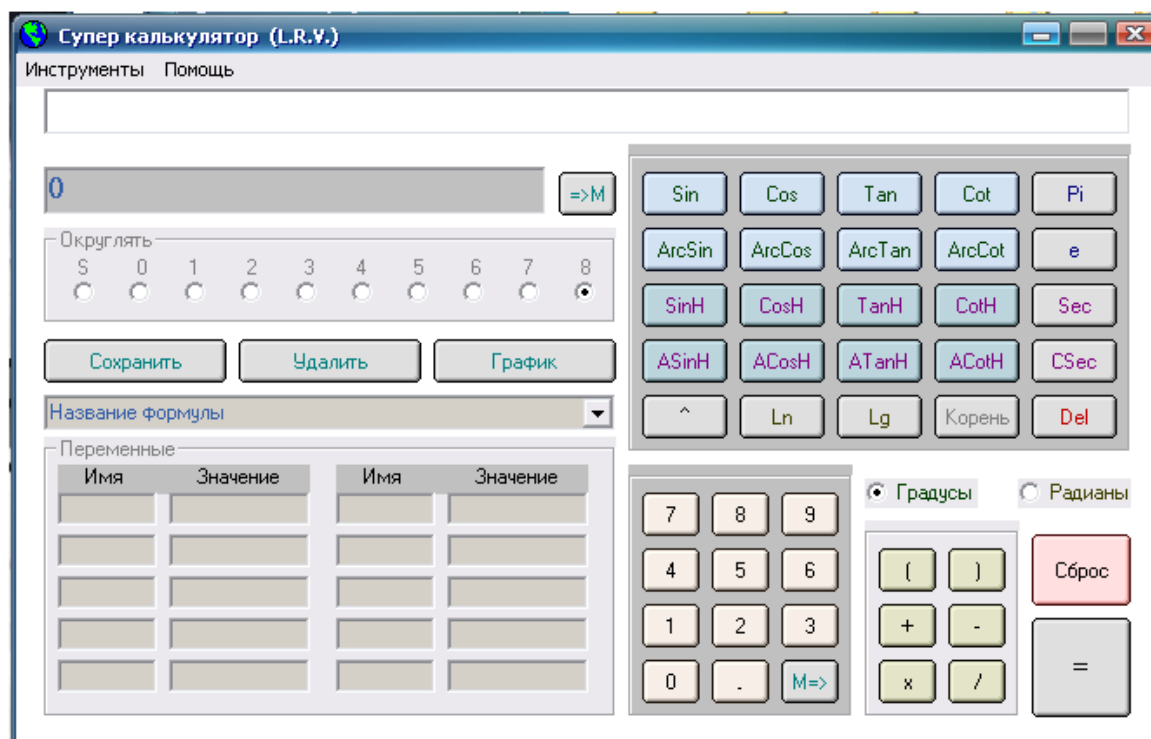 Супер калькулятор (L.R.V.)
Инструменты Помощь
0
=>M
Округлять
S 0 1 2 3 4 5 6 7 8
Сохранить Удалить График
Название формулы
Переменные
Имя Значение Имя Значение
Sin Cos Tan Cot Pi
ArcSin ArcCos ArcTan ArcCot e
SinH CosH TanH CotH Sec
ASinH ACosH ATanH ACotH CSec
^ Ln Lg Корень Del
7 8 9
4 5 6
1 2 3
0 . M=>
Градусы Радианы
( )
+ -
x /
Сброс
=